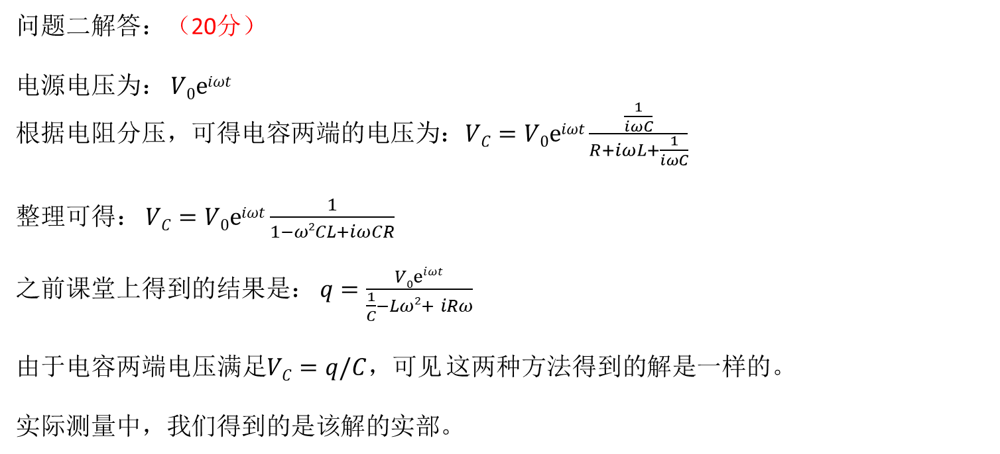 问题二解答：（20分）
电源电压为：$V_0 \mathrm{e}^{i\omega t}$
根据电阻分压，可得电容两端的电压为：$V_C = V_0 \mathrm{e}^{i\omega t} \frac{\frac{1}{i\omega C}}{R+i\omega L+\frac{1}{i\omega C}}$
整理可得：$V_C = V_0 \mathrm{e}^{i\omega t} \frac{1}{1-\omega^2 CL+i\omega CR}$
之前课堂上得到的结果是：$q = \frac{V_0 \mathrm{e}^{i\omega t}}{\frac{1}{C}-L\omega^2+ iR\omega}$
由于电容两端电压满足$V_C = q/C$，可见这两种方法得到的解是一样的。
实际测量中，我们得到的是该解的实部。